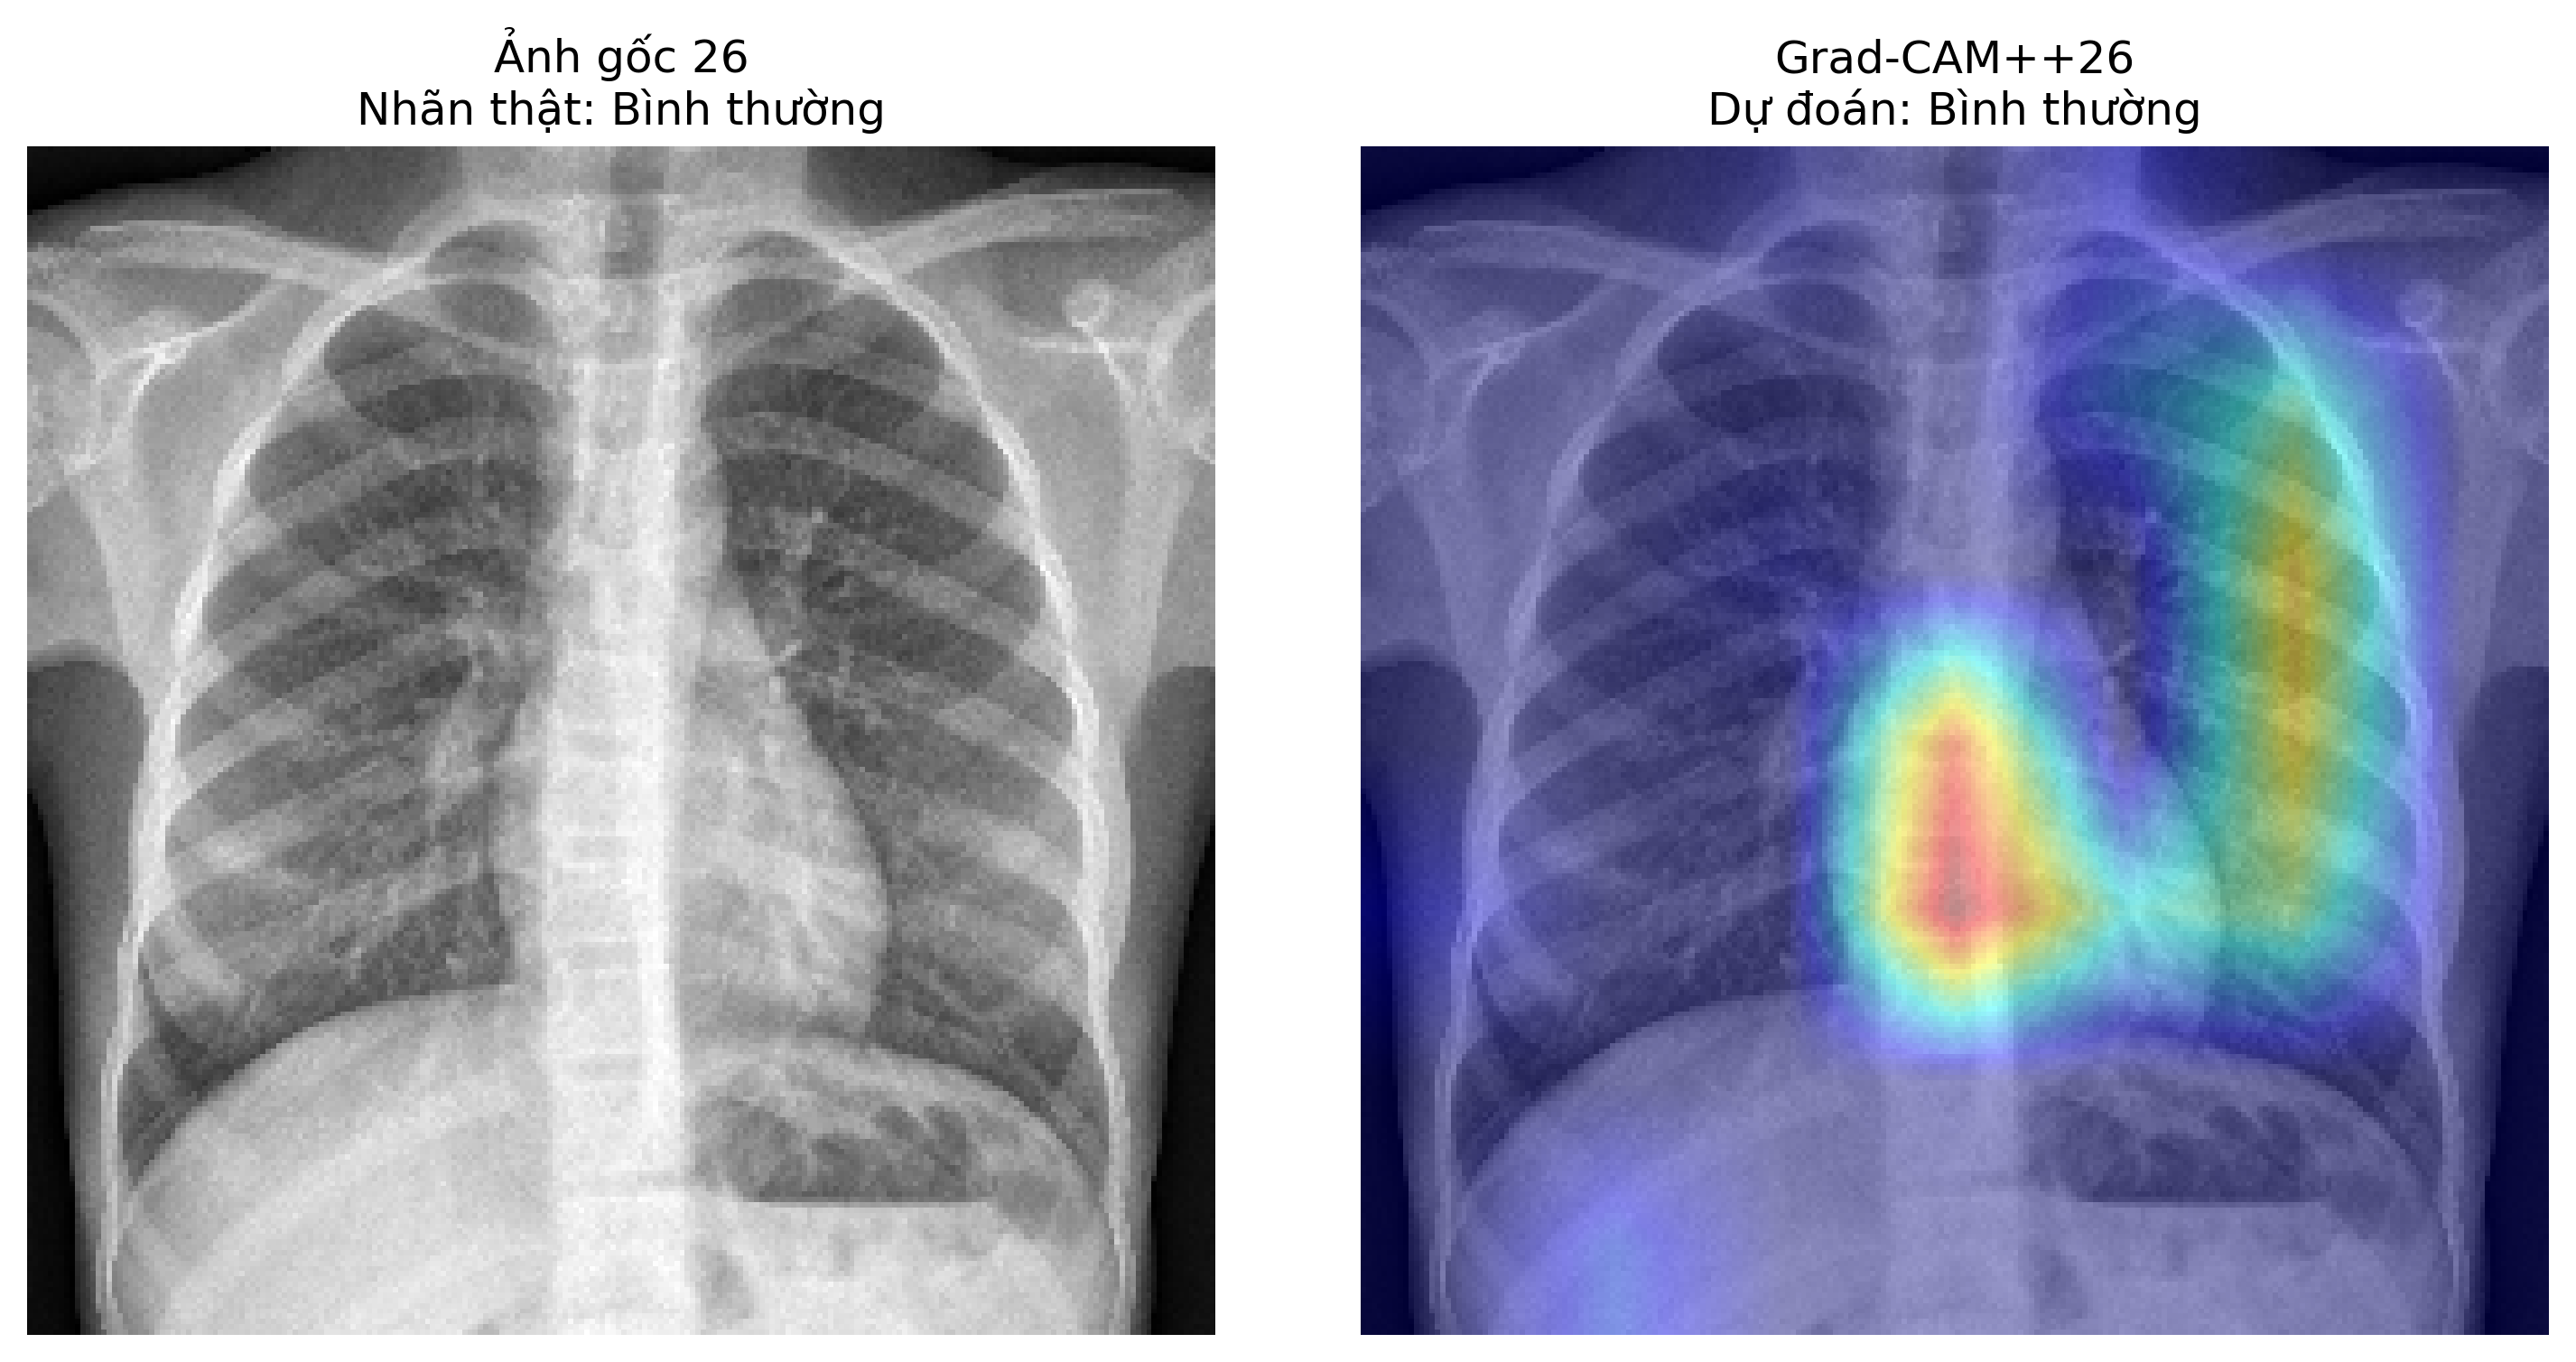 Ảnh gốc 26
Nhãn thật: Bình thường
Grad-CAM++26
Dự đoán: Bình thường